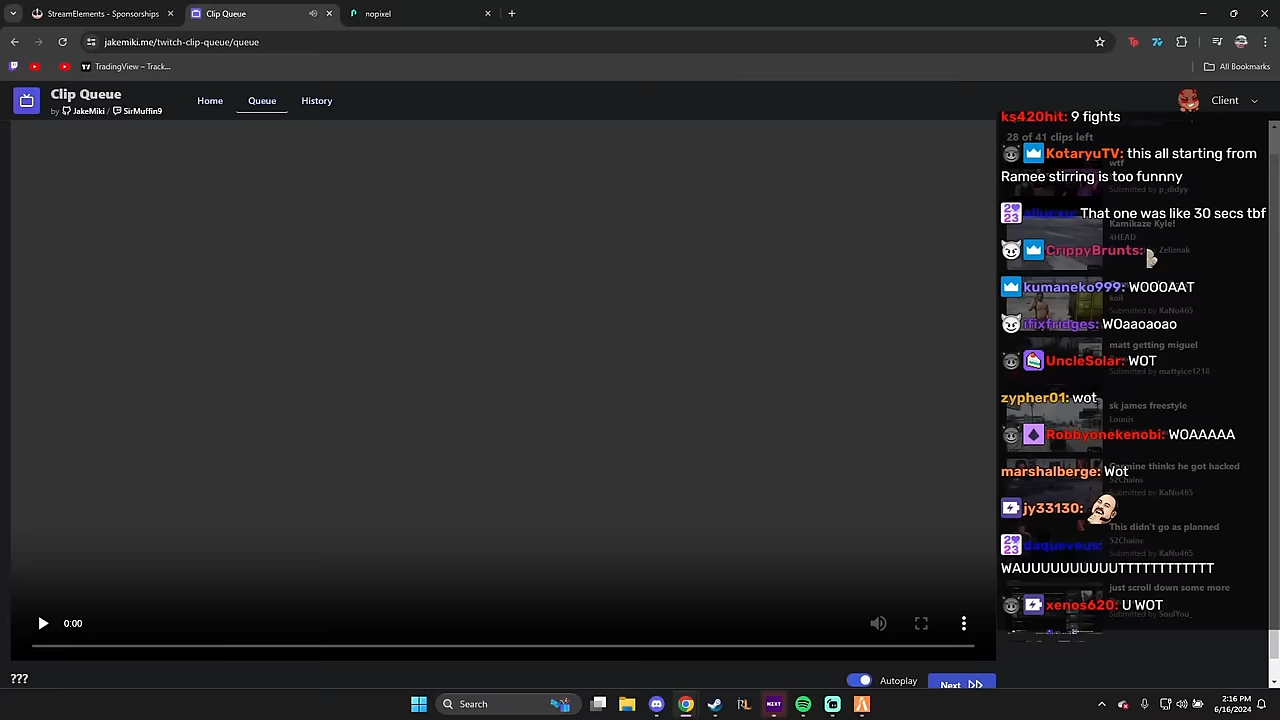 StreamElements - Sponsorships
Clip Queue
nopixel
jakemiki.me/twitch-clip-queue/queue
TradingView – Track...
All Bookmarks
Clip Queue
by JakeMiki / SirMuffin9
Home
Queue
History
Client
ks420hit: 9 fights
28 of 41 clips left
KotaryuTV: this all starting from
wtf
Ramee stirring is too funnny
Submitted by p_didyy
That one was like 30 secs tbf
Kamikaze Kyle!
4HEAD
CrippyBrunts:
Zeliznak
kumaneko999: WOOOAAT
koil
Submitted by KaNu465
ifixfridges: WOaaoaoao
matt getting miguel
UncleSolar: WOT
Submitted by mattyice1218
zypher01: wot
sk james freestyle
Louuis
Robbyonekenobi: WOAAAAA
Carmine thinks he got hacked
marshalberge: Wot
52Chains
Submitted by KaNu465
jy33130:
This didn't go as planned
52Chains
daqueveus:
Submitted by KaNu465
WAUUUUUUUUUUTTTTTTTTTTTT
just scroll down some more
xenos620: U WOT
Submitted by SoulYou_
0:00
???
Autoplay
Next
Search
2:16 PM
6/16/2024